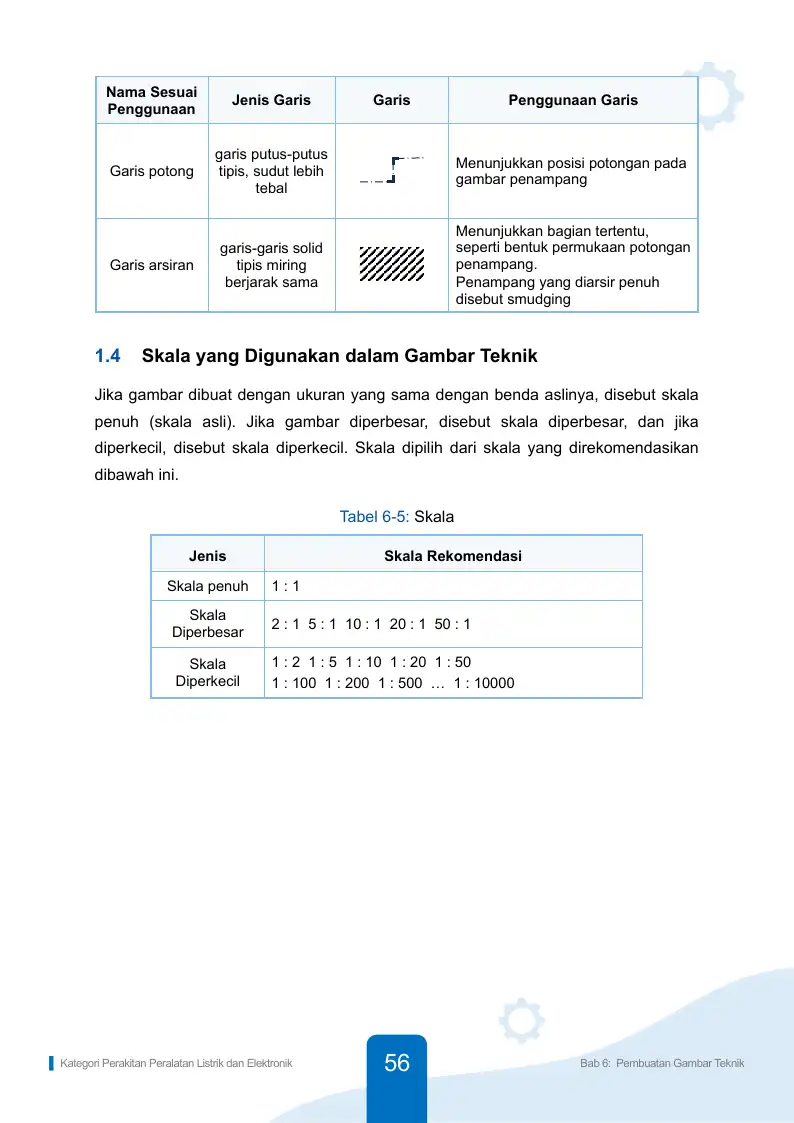 Nama Sesuai
Penggunaan
Jenis Garis
Garis
Penggunaan Garis
Garis potong
garis putus-putus
tipis, sudut lebih
tebal
Menunjukkan posisi potongan pada
gambar penampang
Garis arsiran
garis-garis solid
tipis miring
berjarak sama
Menunjukkan bagian tertentu,
seperti bentuk permukaan potongan
penampang.
Penampang yang diarsir penuh
disebut smudging
1.4 Skala yang Digunakan dalam Gambar Teknik
Jika gambar dibuat dengan ukuran yang sama dengan benda aslinya, disebut skala
penuh (skala asli). Jika gambar diperbesar, disebut skala diperbesar, dan jika
diperkecil, disebut skala diperkecil. Skala dipilih dari skala yang direkomendasikan
dibawah ini.
Tabel 6-5: Skala
Jenis
Skala Rekomendasi
Skala penuh
1 : 1
Skala
Diperbesar
2 : 1 5 : 1 10 : 1 20 : 1 50 : 1
Skala
Diperkecil
1 : 2 1 : 5 1 : 10 1 : 20 1 : 50
1 : 100 1 : 200 1 : 500 … 1 : 10000
Kategori Perakitan Peralatan Listrik dan Elektronik
56
Bab 6: Pembuatan Gambar Teknik